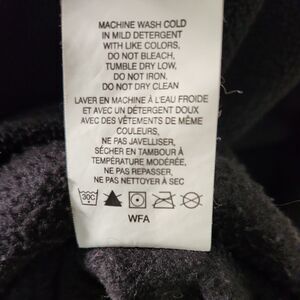 MACHINE WASH COLD
IN MILD DETERGENT
WITH LIKE COLORS,
DO NOT BLEACH,
TUMBLE DRY LOW,
DO NOT IRON.
DO NOT DRY CLEAN
LAVER EN MACHINE À L'EAU FROIDE
ET AVEC UN DÉTERGENT DOUX
AVEC DES VÊTEMENTS DE MÊME
COULEURS,
NE PAS JAVELLISER,
SÉCHER EN TAMBOUR À
TEMPÉRATURE MODÉRÉE,
NE PAS REPASSER,
NE PAS NETTOYER À SEC
30C
WFA